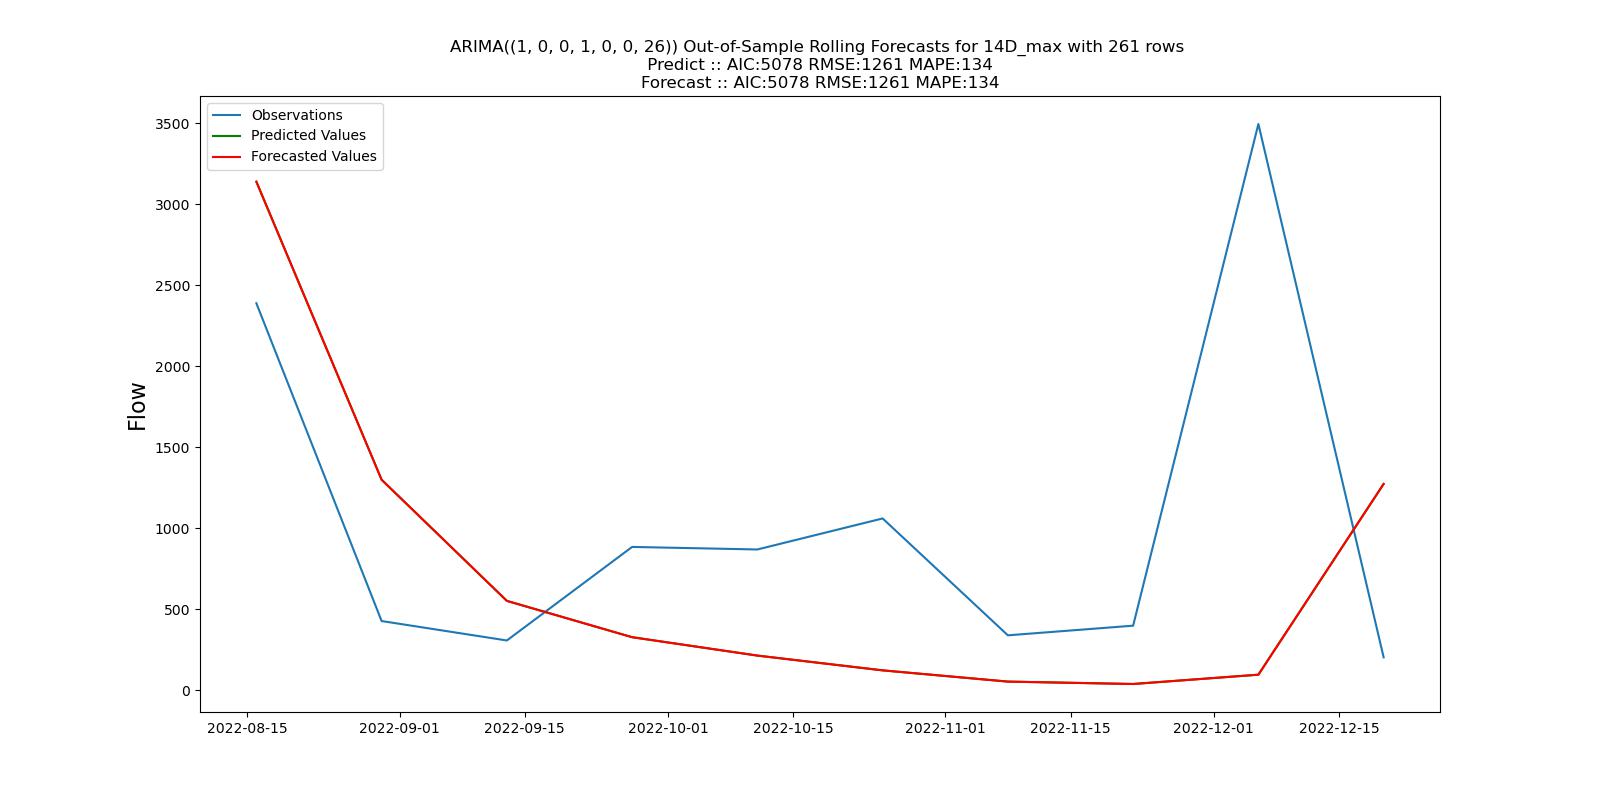 ARIMA((1, 0, 0, 1, 0, 0, 26)) Out-of-Sample Rolling Forecasts for 14D_max with 261 rows
Predict :: AIC:5078 RMSE:1261 MAPE:134
Forecast :: AIC:5078 RMSE:1261 MAPE:134
Observations
Predicted Values
Forecasted Values
3500
3000
2500
2000
1500
1000
500
0
Flow
2022-08-15 2022-09-01 2022-09-15 2022-10-01 2022-10-15 2022-11-01 2022-11-15 2022-12-01 2022-12-15